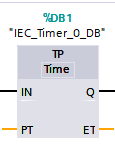 %DB1
"IEC_Timer_0_DB"
TP
Time
IN Q
PT ET